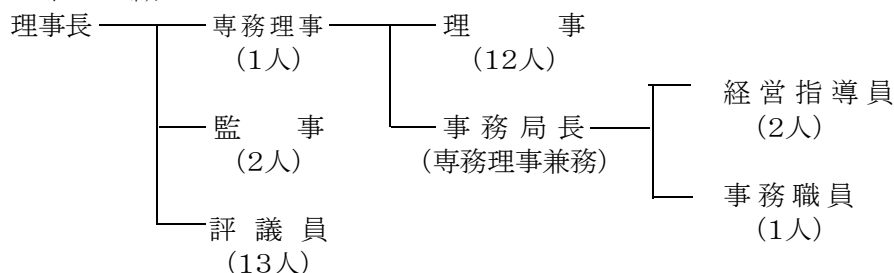 理事長 専務理事 理事
(1人) (12人)
経営指導員
監事 事務局長 (2人)
(2人) (専務理事兼務)
事務職員
評議員 (1人)
(13人)